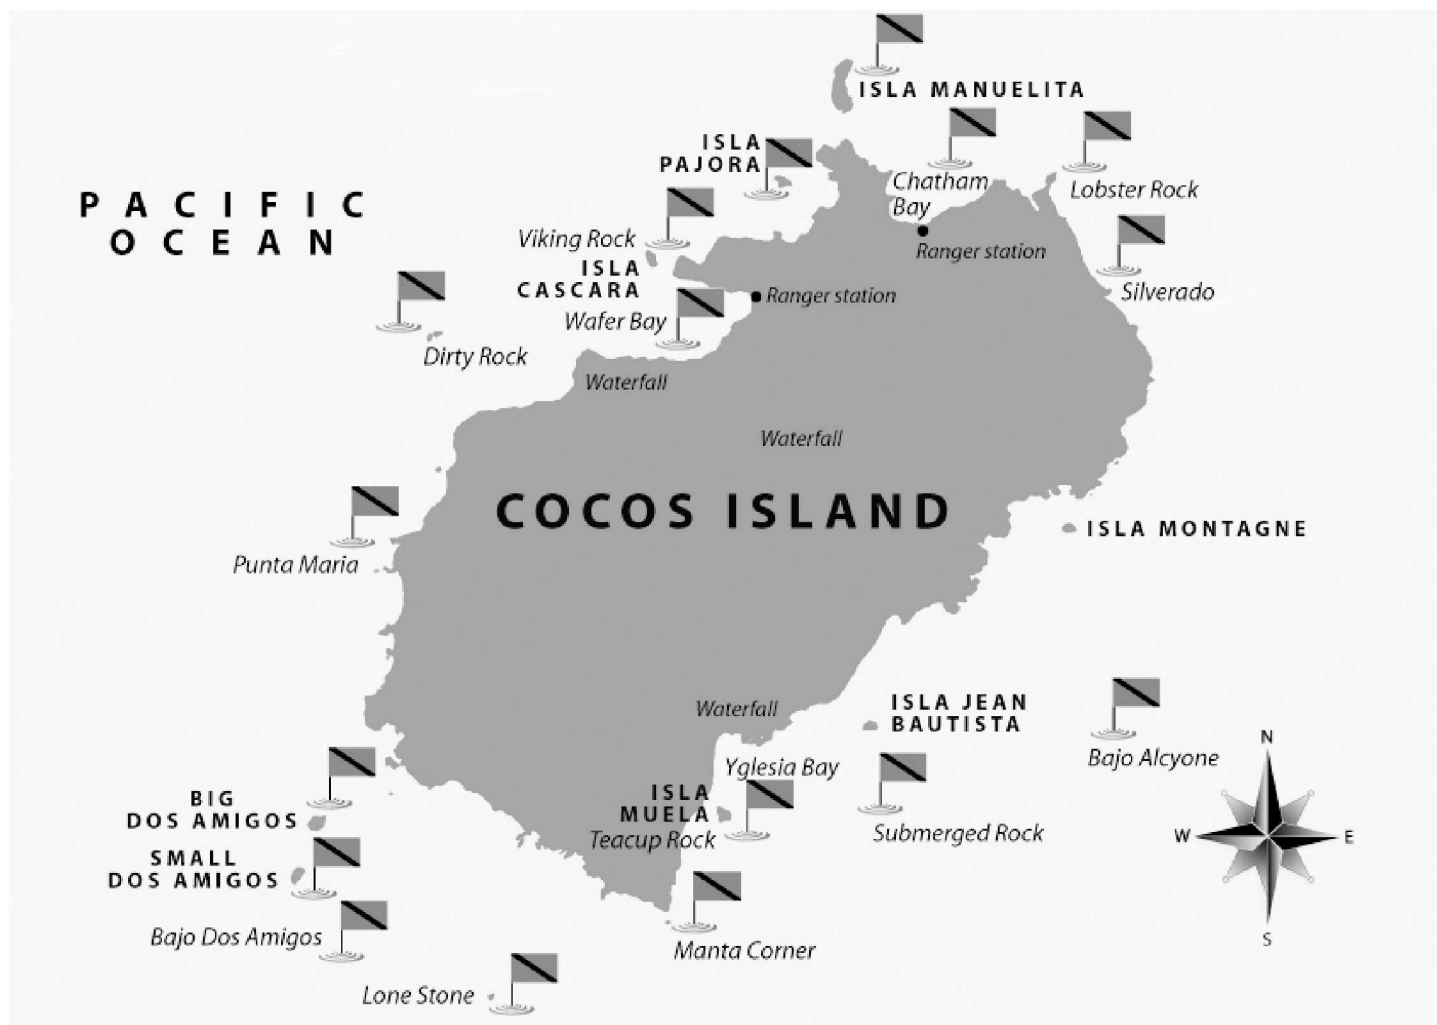 ISLA MANUELITA
ISLA
PAJORA
Chatham
Bay
Lobster Rock
PACIFIC
OCEAN
Viking Rock
Ranger station
ISLA
CASCARA
Silverado
Ranger station
Wafer Bay
Dirty Rock
Waterfall
Waterfall
COCOS ISLAND
ISLA MONTAGNE
Punta Maria
Waterfall
ISLA JEAN
BAUTISTA
Bajo Alcyone
Yglesia Bay
ISLA
MUELA
Teacup Rock
Submerged Rock
BIG
DOS AMIGOS
SMALL
DOS AMIGOS
Bajo Dos Amigos
Manta Corner
Lone Stone
N
W
E
S